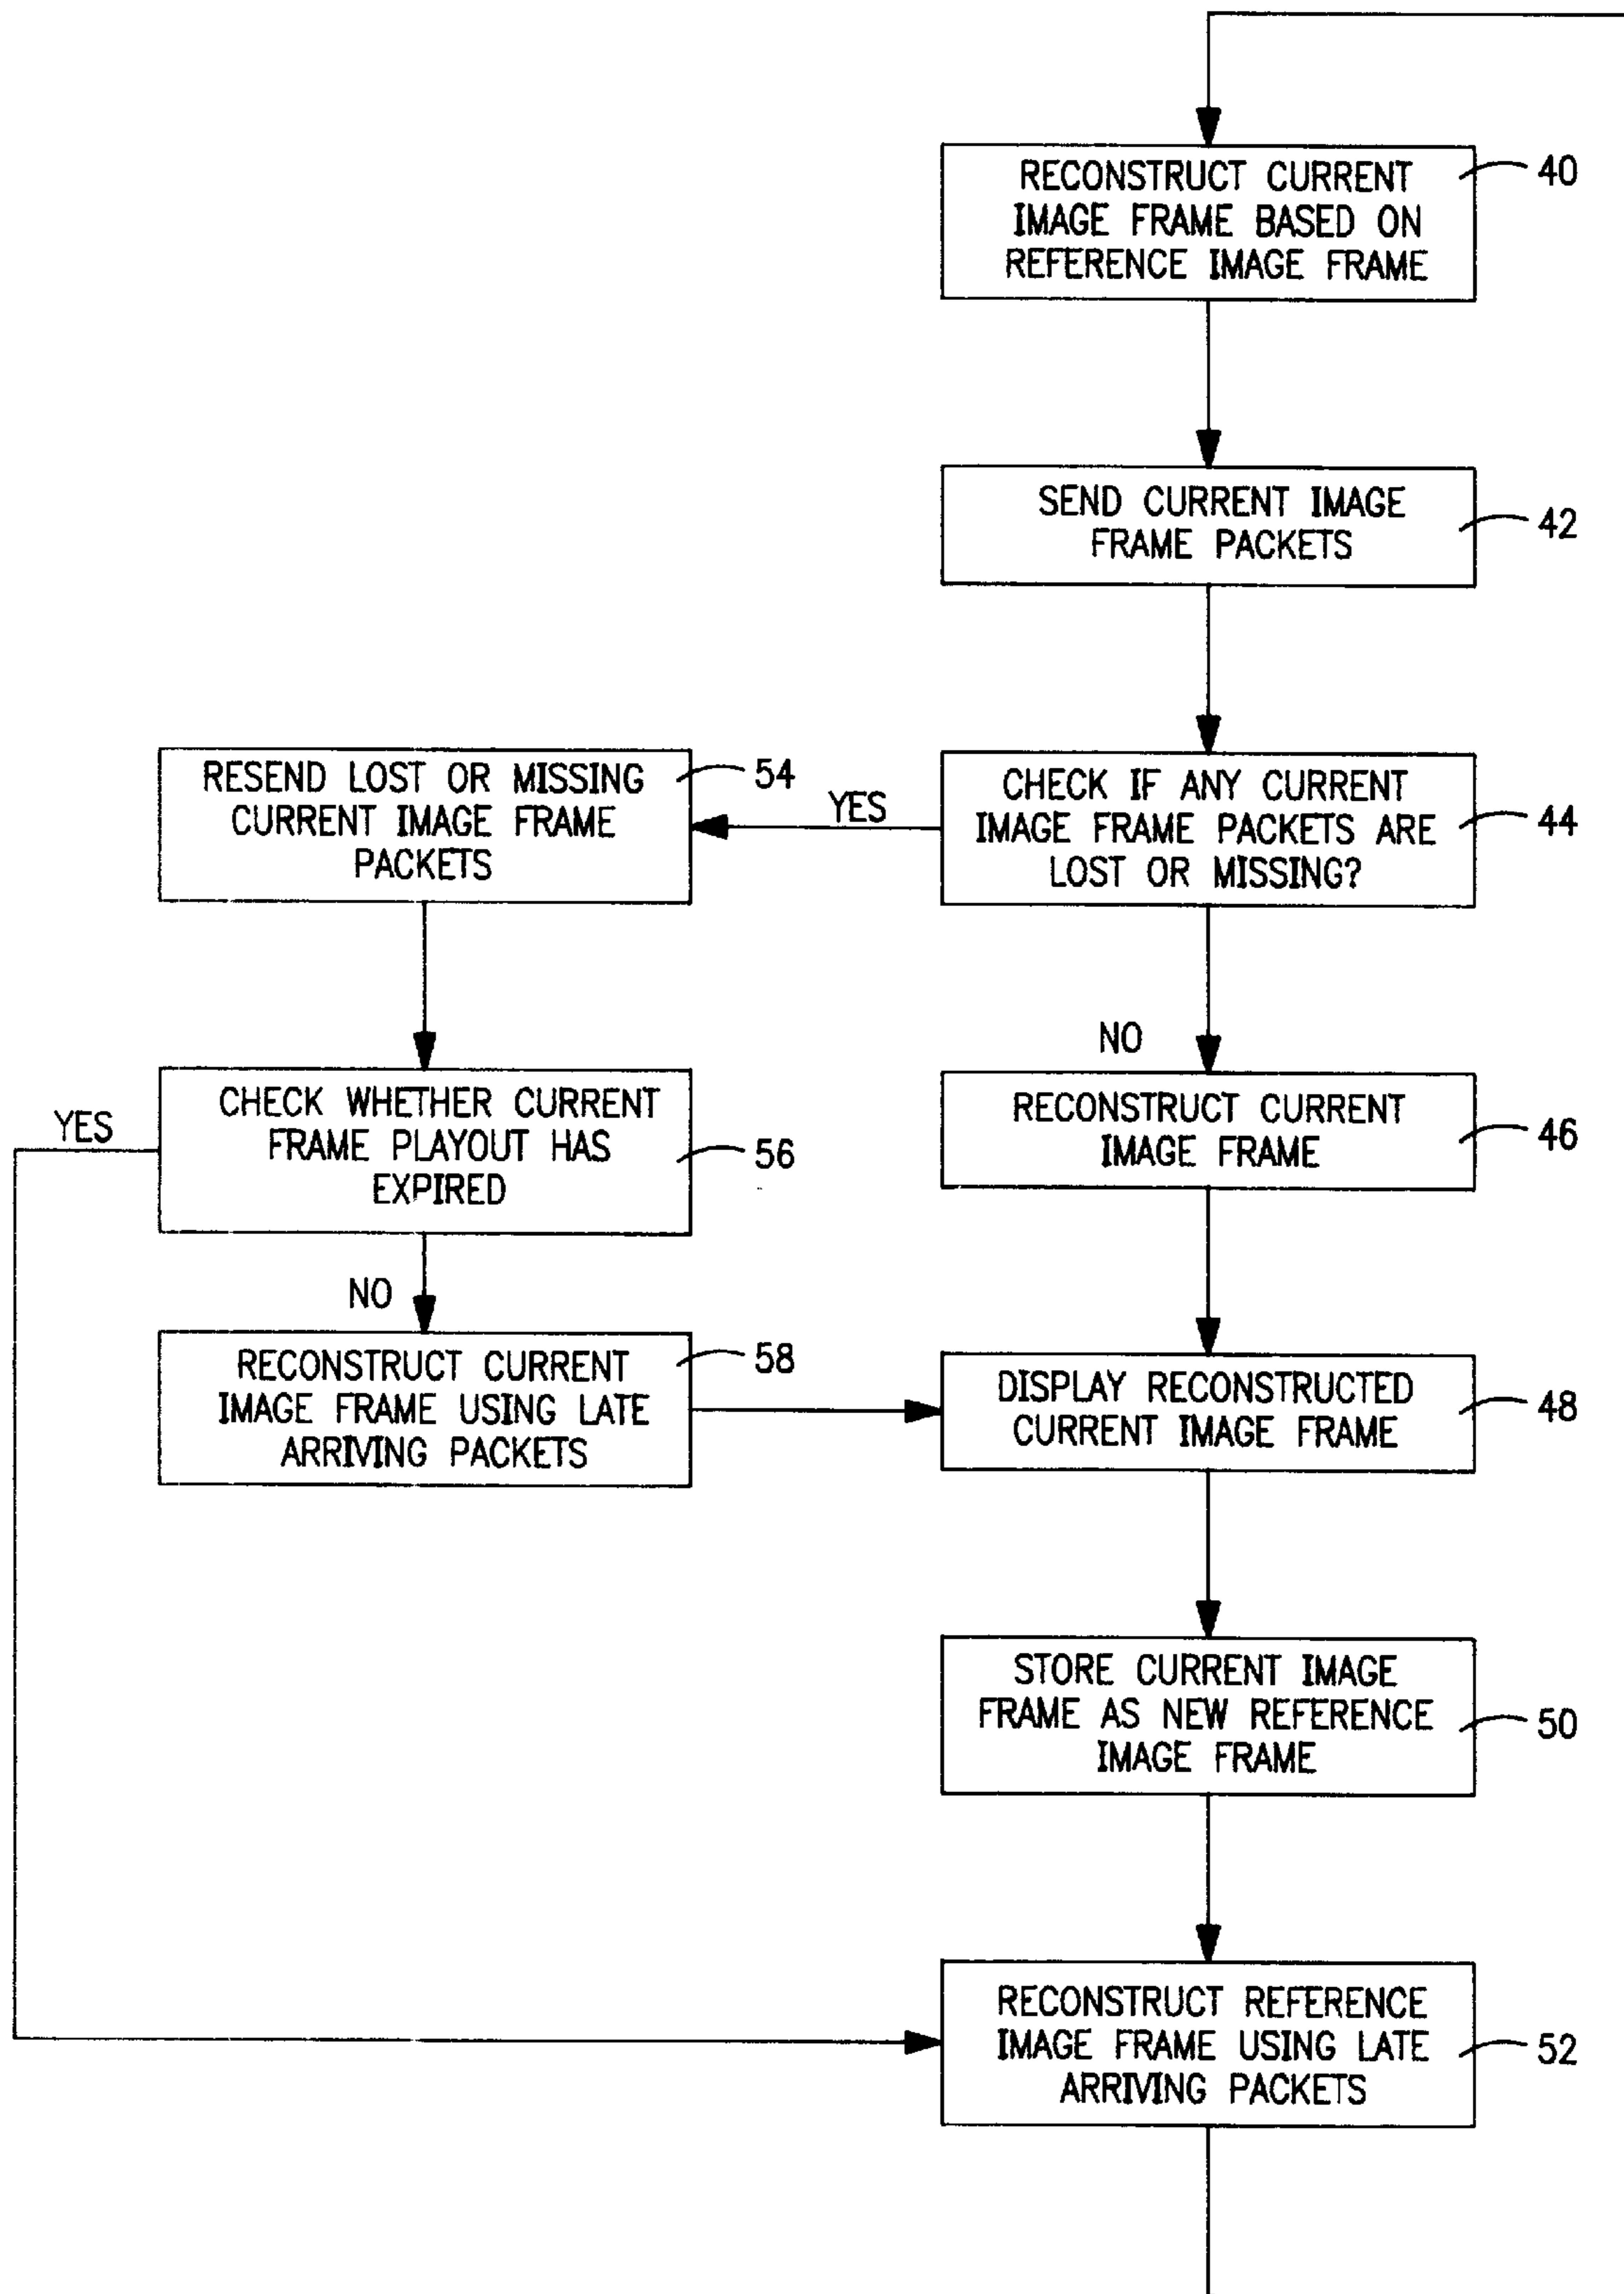 RECONSTRUCT CURRENT
IMAGE FRAME BASED ON
REFERENCE IMAGE FRAME
40
SEND CURRENT IMAGE
FRAME PACKETS
42
CHECK IF ANY CURRENT
IMAGE FRAME PACKETS ARE
LOST OR MISSING?
44
YES
RESEND LOST OR MISSING
CURRENT IMAGE FRAME
PACKETS
54
NO
CHECK WHETHER CURRENT
FRAME PLAYOUT HAS
EXPIRED
56
YES
RECONSTRUCT CURRENT
IMAGE FRAME
46
NO
RECONSTRUCT CURRENT
IMAGE FRAME USING LATE
ARRIVING PACKETS
58
DISPLAY RECONSTRUCTED
CURRENT IMAGE FRAME
48
STORE CURRENT IMAGE
FRAME AS NEW REFERENCE
IMAGE FRAME
50
RECONSTRUCT REFERENCE
IMAGE FRAME USING LATE
ARRIVING PACKETS
52